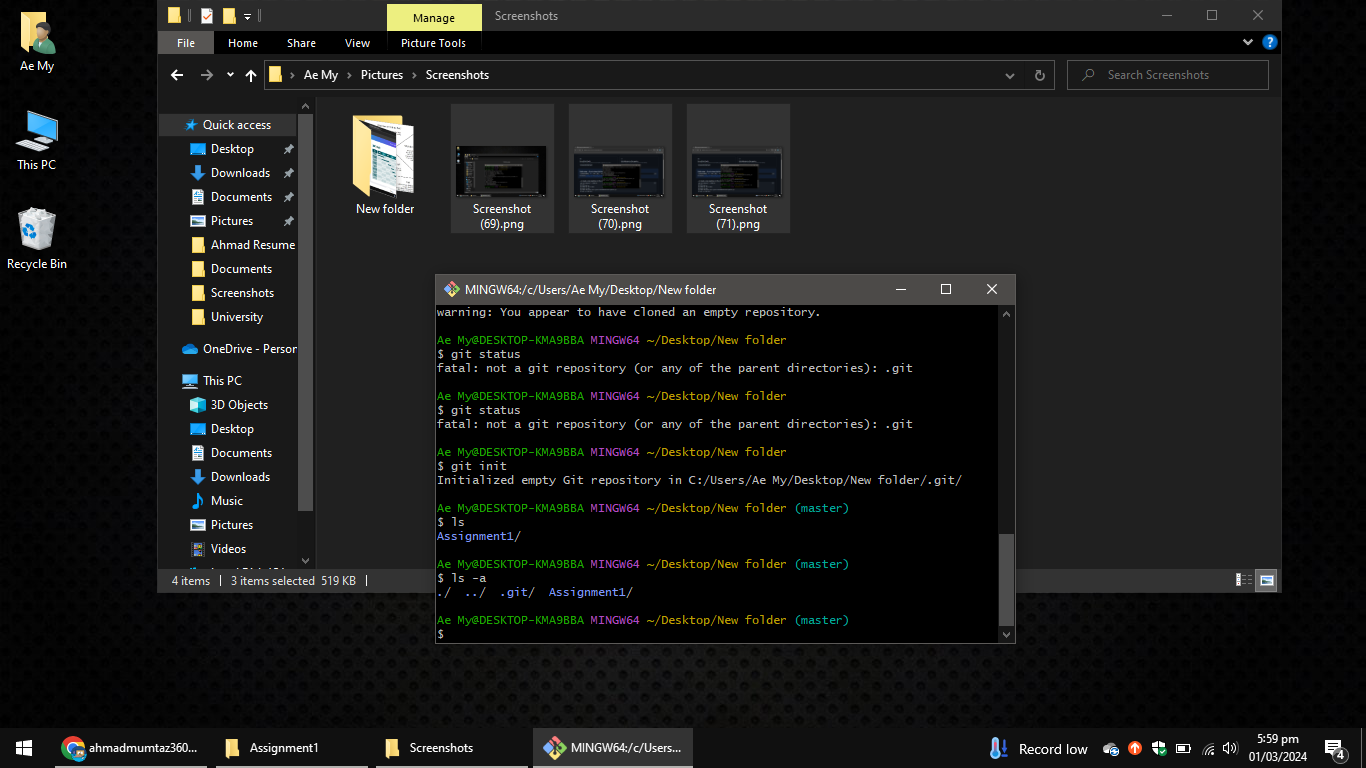 Manage
Screenshots
File
Home
Share
View
Picture Tools
Ae My
Pictures
Screenshots
Search Screenshots
Ae My
This PC
Recycle Bin
Quick access
Desktop
Downloads
Documents
Pictures
Ahmad Resume
Documents
Screenshots
University
OneDrive - Person
This PC
3D Objects
Desktop
Documents
Downloads
Music
Pictures
Videos
New folder
Screenshot
(69).png
Screenshot
(70).png
Screenshot
(71).png
4 items
3 items selected 519 KB
MINGW64:/c/Users/Ae My/Desktop/New folder
warning: You appear to have cloned an empty repository.
Ae My@DESKTOP-KMA9BBA MINGW64 ~/Desktop/New folder
$ git status
fatal: not a git repository (or any of the parent directories): .git
Ae My@DESKTOP-KMA9BBA MINGW64 ~/Desktop/New folder
$ git status
fatal: not a git repository (or any of the parent directories): .git
Ae My@DESKTOP-KMA9BBA MINGW64 ~/Desktop/New folder
$ git init
Initialized empty Git repository in C:/Users/Ae My/Desktop/New folder/.git/
Ae My@DESKTOP-KMA9BBA MINGW64 ~/Desktop/New folder (master)
$ ls
Assignment1/
Ae My@DESKTOP-KMA9BBA MINGW64 ~/Desktop/New folder (master)
$ ls -a
./ ../ .git/ Assignment1/
Ae My@DESKTOP-KMA9BBA MINGW64 ~/Desktop/New folder (master)
$
ahmadmumtaz360...
Assignment1
Screenshots
MINGW64:/c/Users...
Record low
5:59 pm
01/03/2024
4